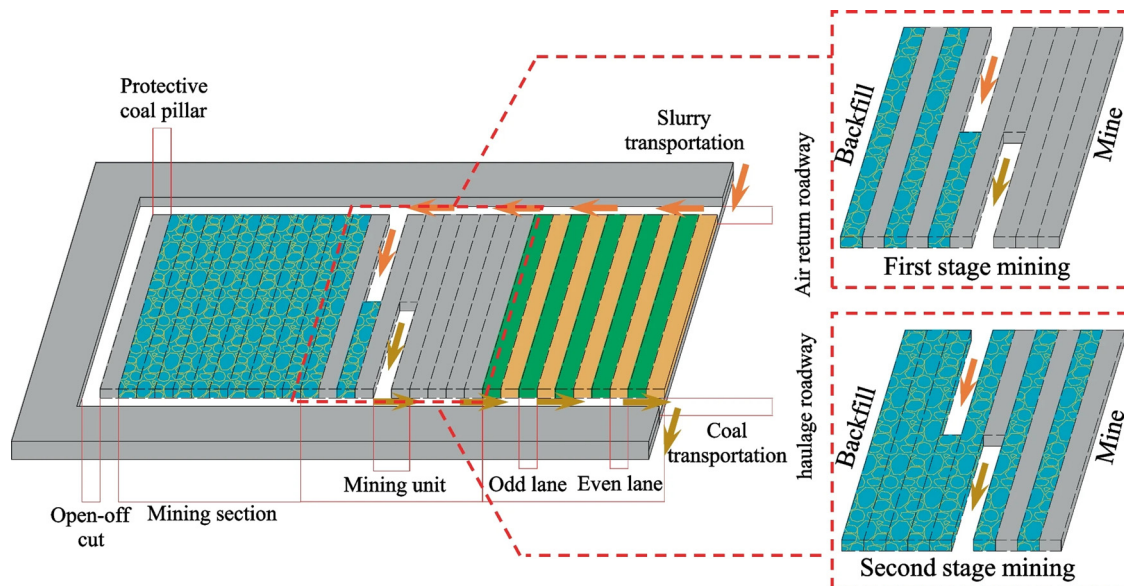 Protective
coal pillar
Slurry
transportation
Open-off
cut
Mining section
Mining unit
Odd lane
Even lane
Coal
transportation
Air return roadway
haulage roadway
Backfill
Mine
First stage mining
Backfill
Mine
Second stage mining